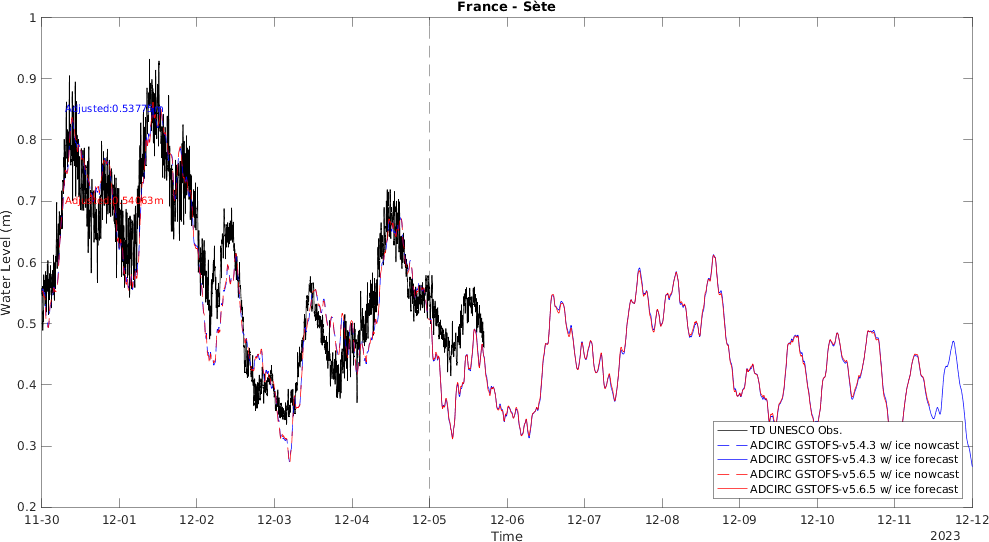 France - Sète
Water Level (m)
1
0.9
0.8
0.7
0.6
0.5
0.4
0.3
0.2
TD UNESCO Obs.
ADCIRC GSTOFS-v5.4.3 w/ ice nowcast
ADCIRC GSTOFS-v5.4.3 w/ ice forecast
ADCIRC GSTOFS-v5.6.5 w/ ice nowcast
ADCIRC GSTOFS-v5.6.5 w/ ice forecast
11-30 12-01 12-02 12-03 12-04 12-05 12-06 12-07 12-08 12-09 12-10 12-11 12-12
Time
2023